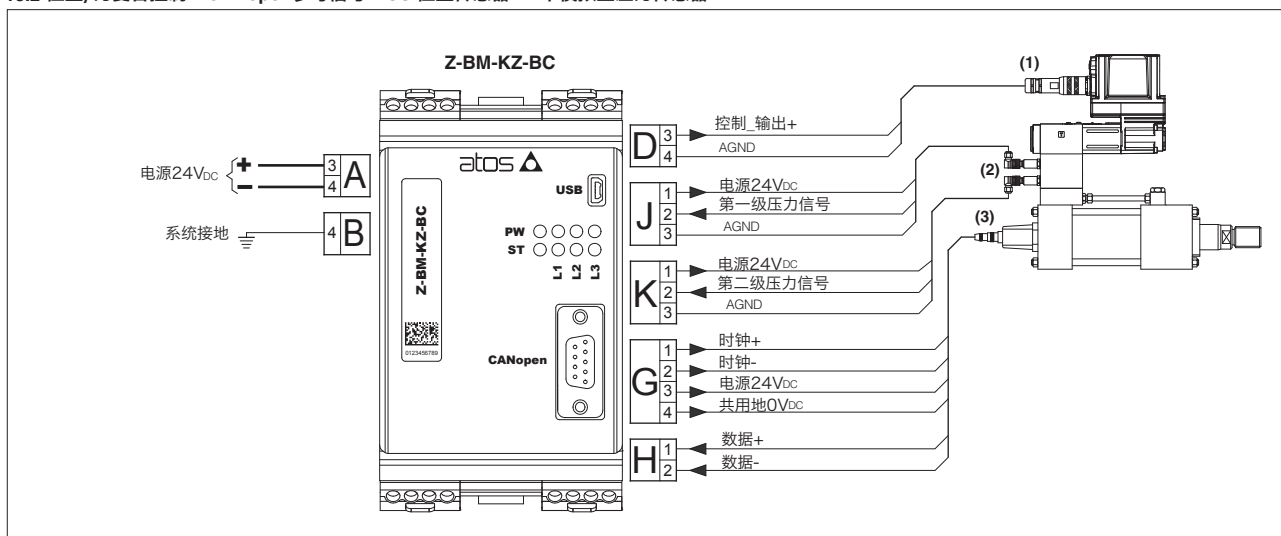 Z-BM-KZ-BC
(1)
控制_输出+
AGND
D
3
4
电源24VDC
+
-
3
4
A
系统接地
4
B
atos
USB
Z-BM-KZ-BC
0123456789
PW
ST
L1
L2
L3
CANopen
J
1
2
3
电源24VDC
第一级压力信号
AGND
(2)
(3)
K
1
2
3
电源24VDC
第二级压力信号
AGND
G
1
2
3
4
时钟+
时钟-
电源24VDC
共用地0VDC
H
1
2
数据+
数据-